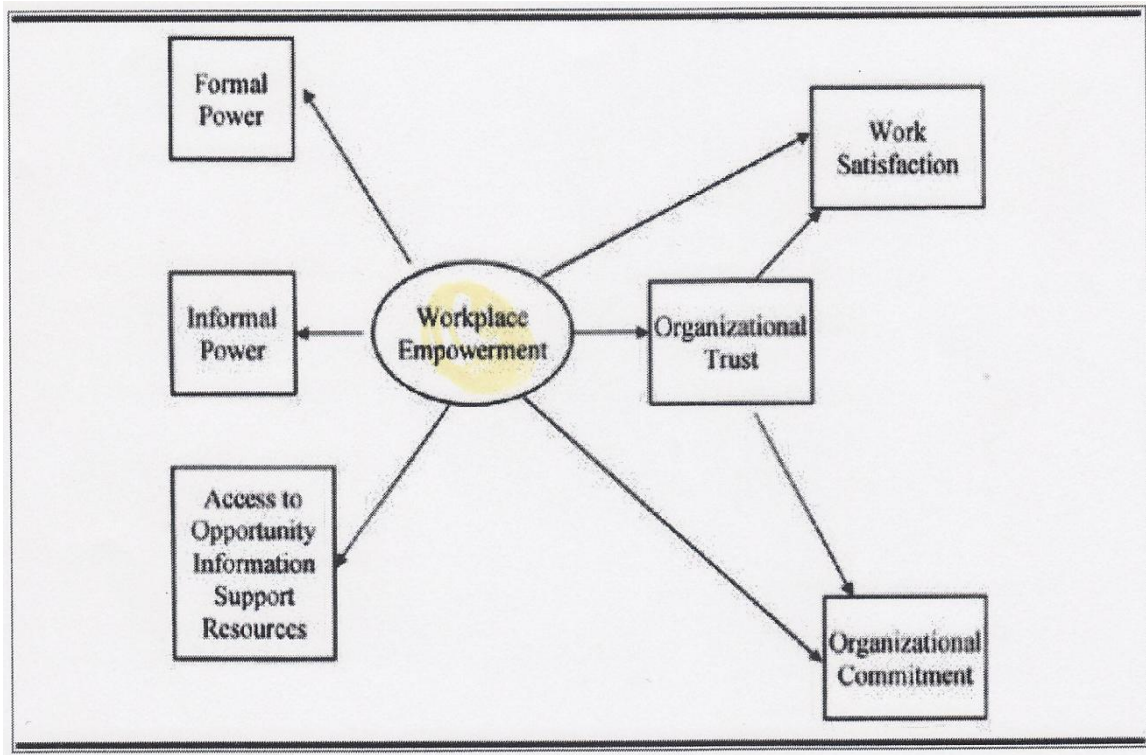 Formal
Power
Work
Satisfaction
Informal
Power
Workplace
Empowerment
Organizational
Trust
Access to
Opportunity
Information
Support
Resources
Organizational
Commitment